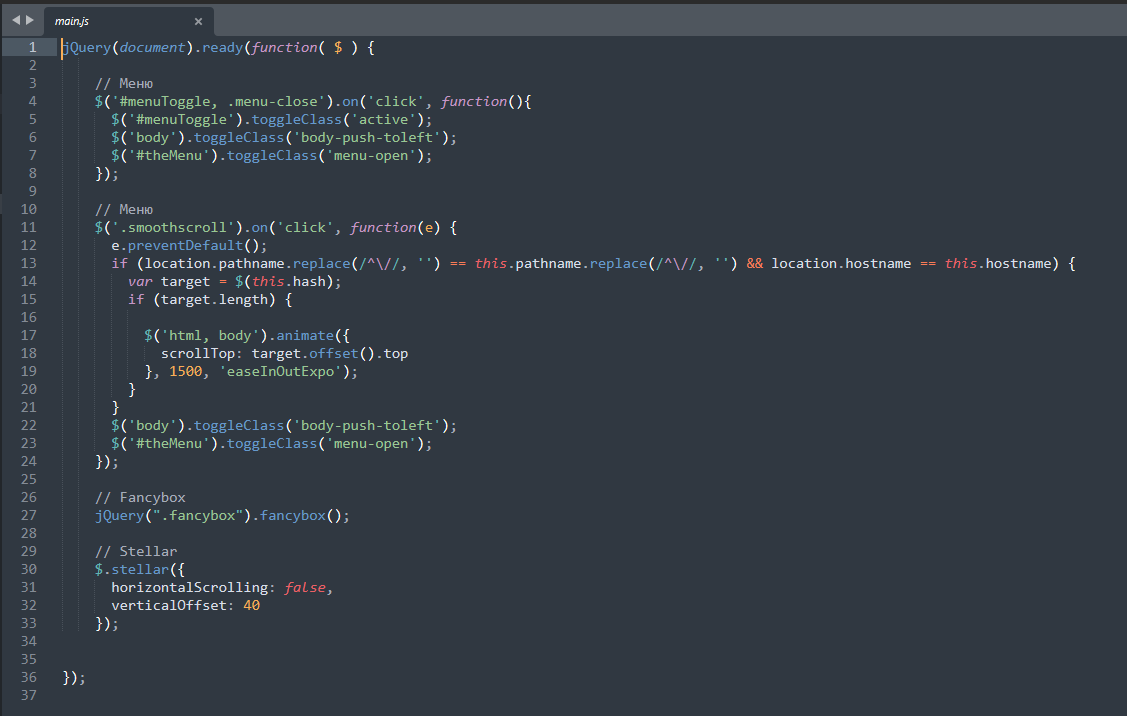 main.js
1 jQuery(document).ready(function( $ ) {
2
3 // Меню
4 $('#menuToggle, .menu-close').on('click', function(){
5 $('#menuToggle').toggleClass('active');
6 $('body').toggleClass('body-push-toleft');
7 $('#theMenu').toggleClass('menu-open');
8 });
9
10 // Меню
11 $('.smoothscroll').on('click', function(e) {
12 e.preventDefault();
13 if (location.pathname.replace(/^\//, '') == this.pathname.replace(/^\//, '') && location.hostname == this.hostname) {
14 var target = $(this.hash);
15 if (target.length) {
16
17 $('html, body').animate({
18 scrollTop: target.offset().top
19 }, 1500, 'easeInOutExpo');
20 }
21 }
22 $('body').toggleClass('body-push-toleft');
23 $('#theMenu').toggleClass('menu-open');
24 });
25
26 // Fancybox
27 jQuery(".fancybox").fancybox();
28
29 // Stellar
30 $.stellar({
31 horizontalScrolling: false,
32 verticalOffset: 40
33 });
34
35
36 });
37